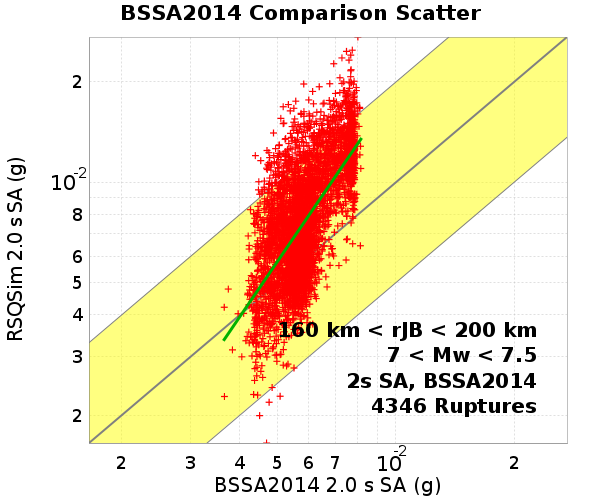 BSSA2014 Comparison Scatter
RSQSim 2.0 s SA (g)
2
10-2
8
6
5
4
3
2
160 km < rJB < 200 km
7 < Mw < 7.5
2s SA, BSSA2014
4346 Ruptures
2 3 4 5 6 7 10-2 2
BSSA2014 2.0 s SA (g)